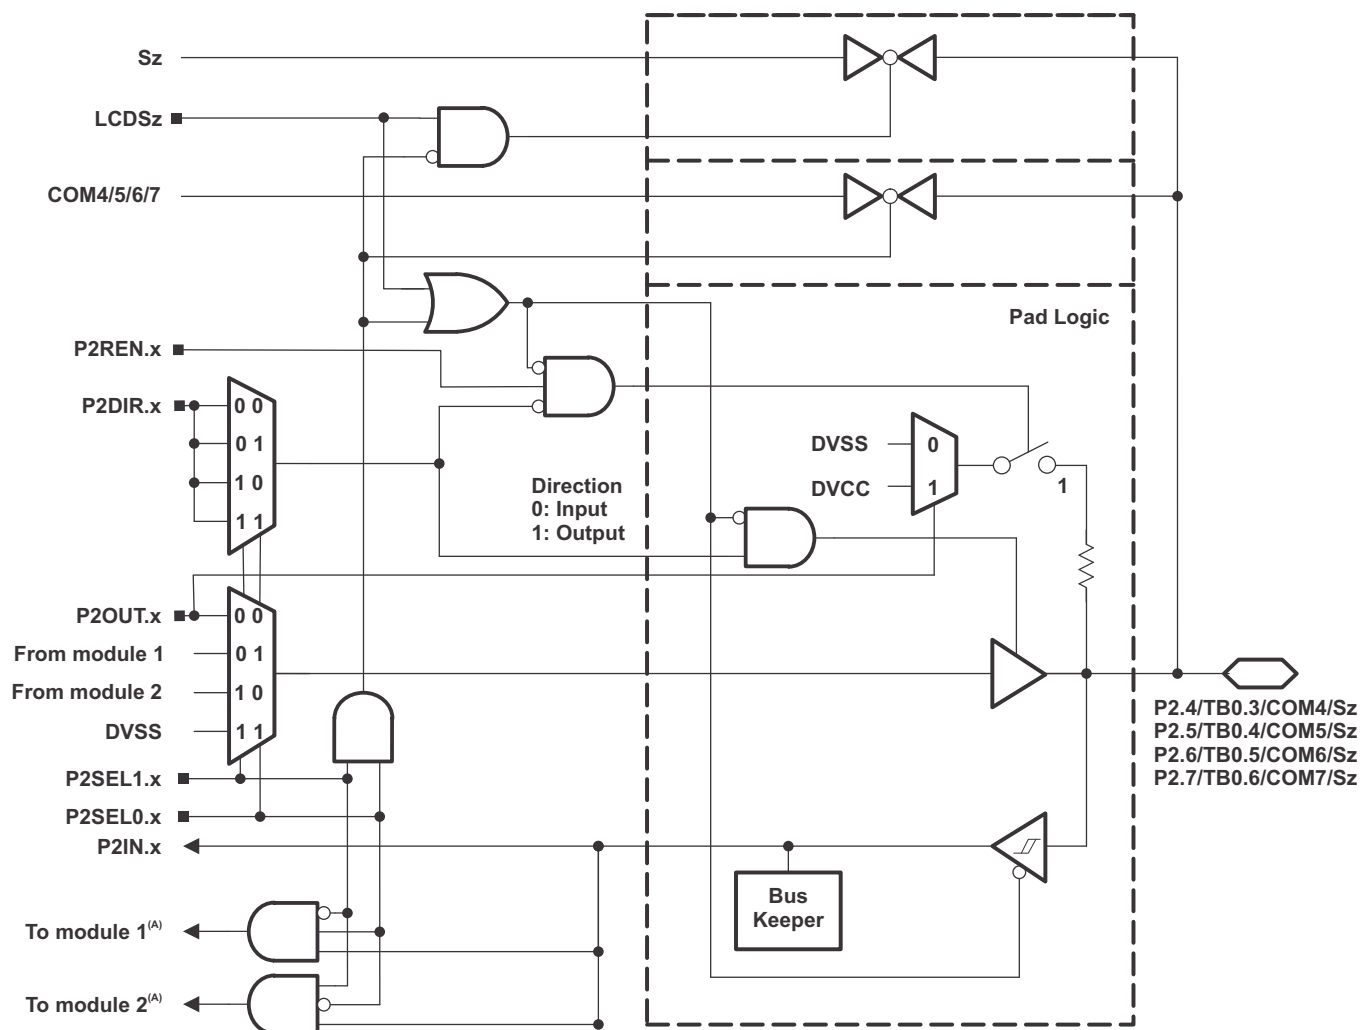 Sz
LCDSz
COM4/5/6/7
Pad Logic
P2REN.x
P2DIR.x
0 0
0 1
1 0
1 1
DVSS
0
DVCC
1
1
Direction
0: Input
1: Output
P2OUT.x
0 0
From module 1
0 1
From module 2
1 0
DVSS
1 1
P2.4/TB0.3/COM4/Sz
P2.5/TB0.4/COM5/Sz
P2.6/TB0.5/COM6/Sz
P2.7/TB0.6/COM7/Sz
P2SEL1.x
P2SEL0.x
P2IN.x
Bus
Keeper
To module 1(A)
To module 2(A)